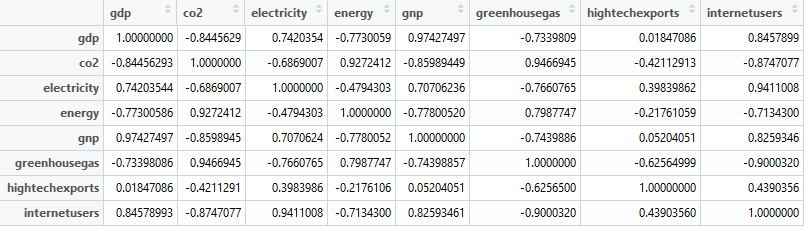 gdp co2 electricity energy gnp greenhousegas hightechexports internetusers
gdp 1.00000000 -0.8445629 0.7420354 -0.7730059 0.97427497 -0.7339809 0.01847086 0.8457899
co2 -0.84456293 1.0000000 -0.6869007 0.9272412 -0.85989449 0.9466945 -0.42112913 -0.8747077
electricity 0.74203544 -0.6869007 1.0000000 -0.4794303 0.70706236 -0.7660765 0.39839862 0.9411008
energy -0.77300586 0.9272412 -0.4794303 1.0000000 -0.77800520 0.7987747 -0.21761059 -0.7134300
gnp 0.97427497 -0.8598945 0.7070624 -0.7780052 1.00000000 -0.7439886 0.05204051 0.8259346
greenhousegas -0.73398086 0.9466945 -0.7660765 0.7987747 -0.74398857 1.0000000 -0.62564999 -0.9000320
hightechexports 0.01847086 -0.4211291 0.3983986 -0.2176106 0.05204051 -0.6256500 1.00000000 0.4390356
internetusers 0.84578993 -0.8747077 0.9411008 -0.7134300 0.82593461 -0.9000320 0.43903560 1.0000000